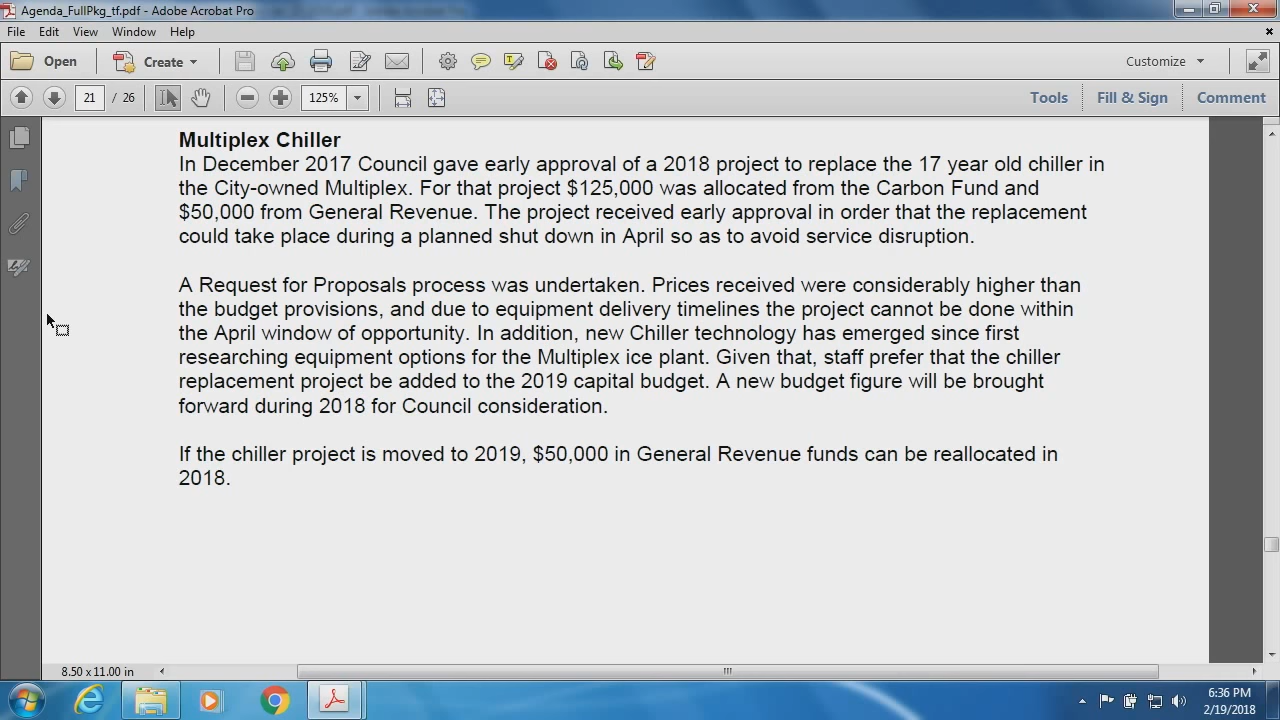 Agenda_FullPkg_tf.pdf - Adobe Acrobat Pro
File Edit View Window Help
Open Create Customize
21 / 26 125% Tools Fill & Sign Comment
Multiplex Chiller
In December 2017 Council gave early approval of a 2018 project to replace the 17 year old chiller in
the City-owned Multiplex. For that project $125,000 was allocated from the Carbon Fund and
$50,000 from General Revenue. The project received early approval in order that the replacement
could take place during a planned shut down in April so as to avoid service disruption.
A Request for Proposals process was undertaken. Prices received were considerably higher than
the budget provisions, and due to equipment delivery timelines the project cannot be done within
the April window of opportunity. In addition, new Chiller technology has emerged since first
researching equipment options for the Multiplex ice plant. Given that, staff prefer that the chiller
replacement project be added to the 2019 capital budget. A new budget figure will be brought
forward during 2018 for Council consideration.
If the chiller project is moved to 2019, $50,000 in General Revenue funds can be reallocated in
2018.
8.50 x 11.00 in
6:36 PM
2/19/2018